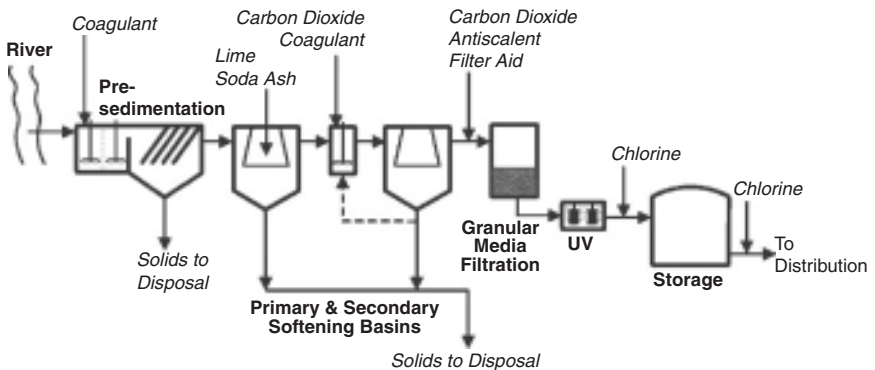 River
Coagulant
Pre-
sedimentation
Solids to
Disposal
Lime
Soda Ash
Carbon Dioxide
Coagulant
Primary & Secondary
Softening Basins
Solids to Disposal
Carbon Dioxide
Antiscalent
Filter Aid
Granular
Media
Filtration
UV
Chlorine
Storage
Chlorine
To
Distribution